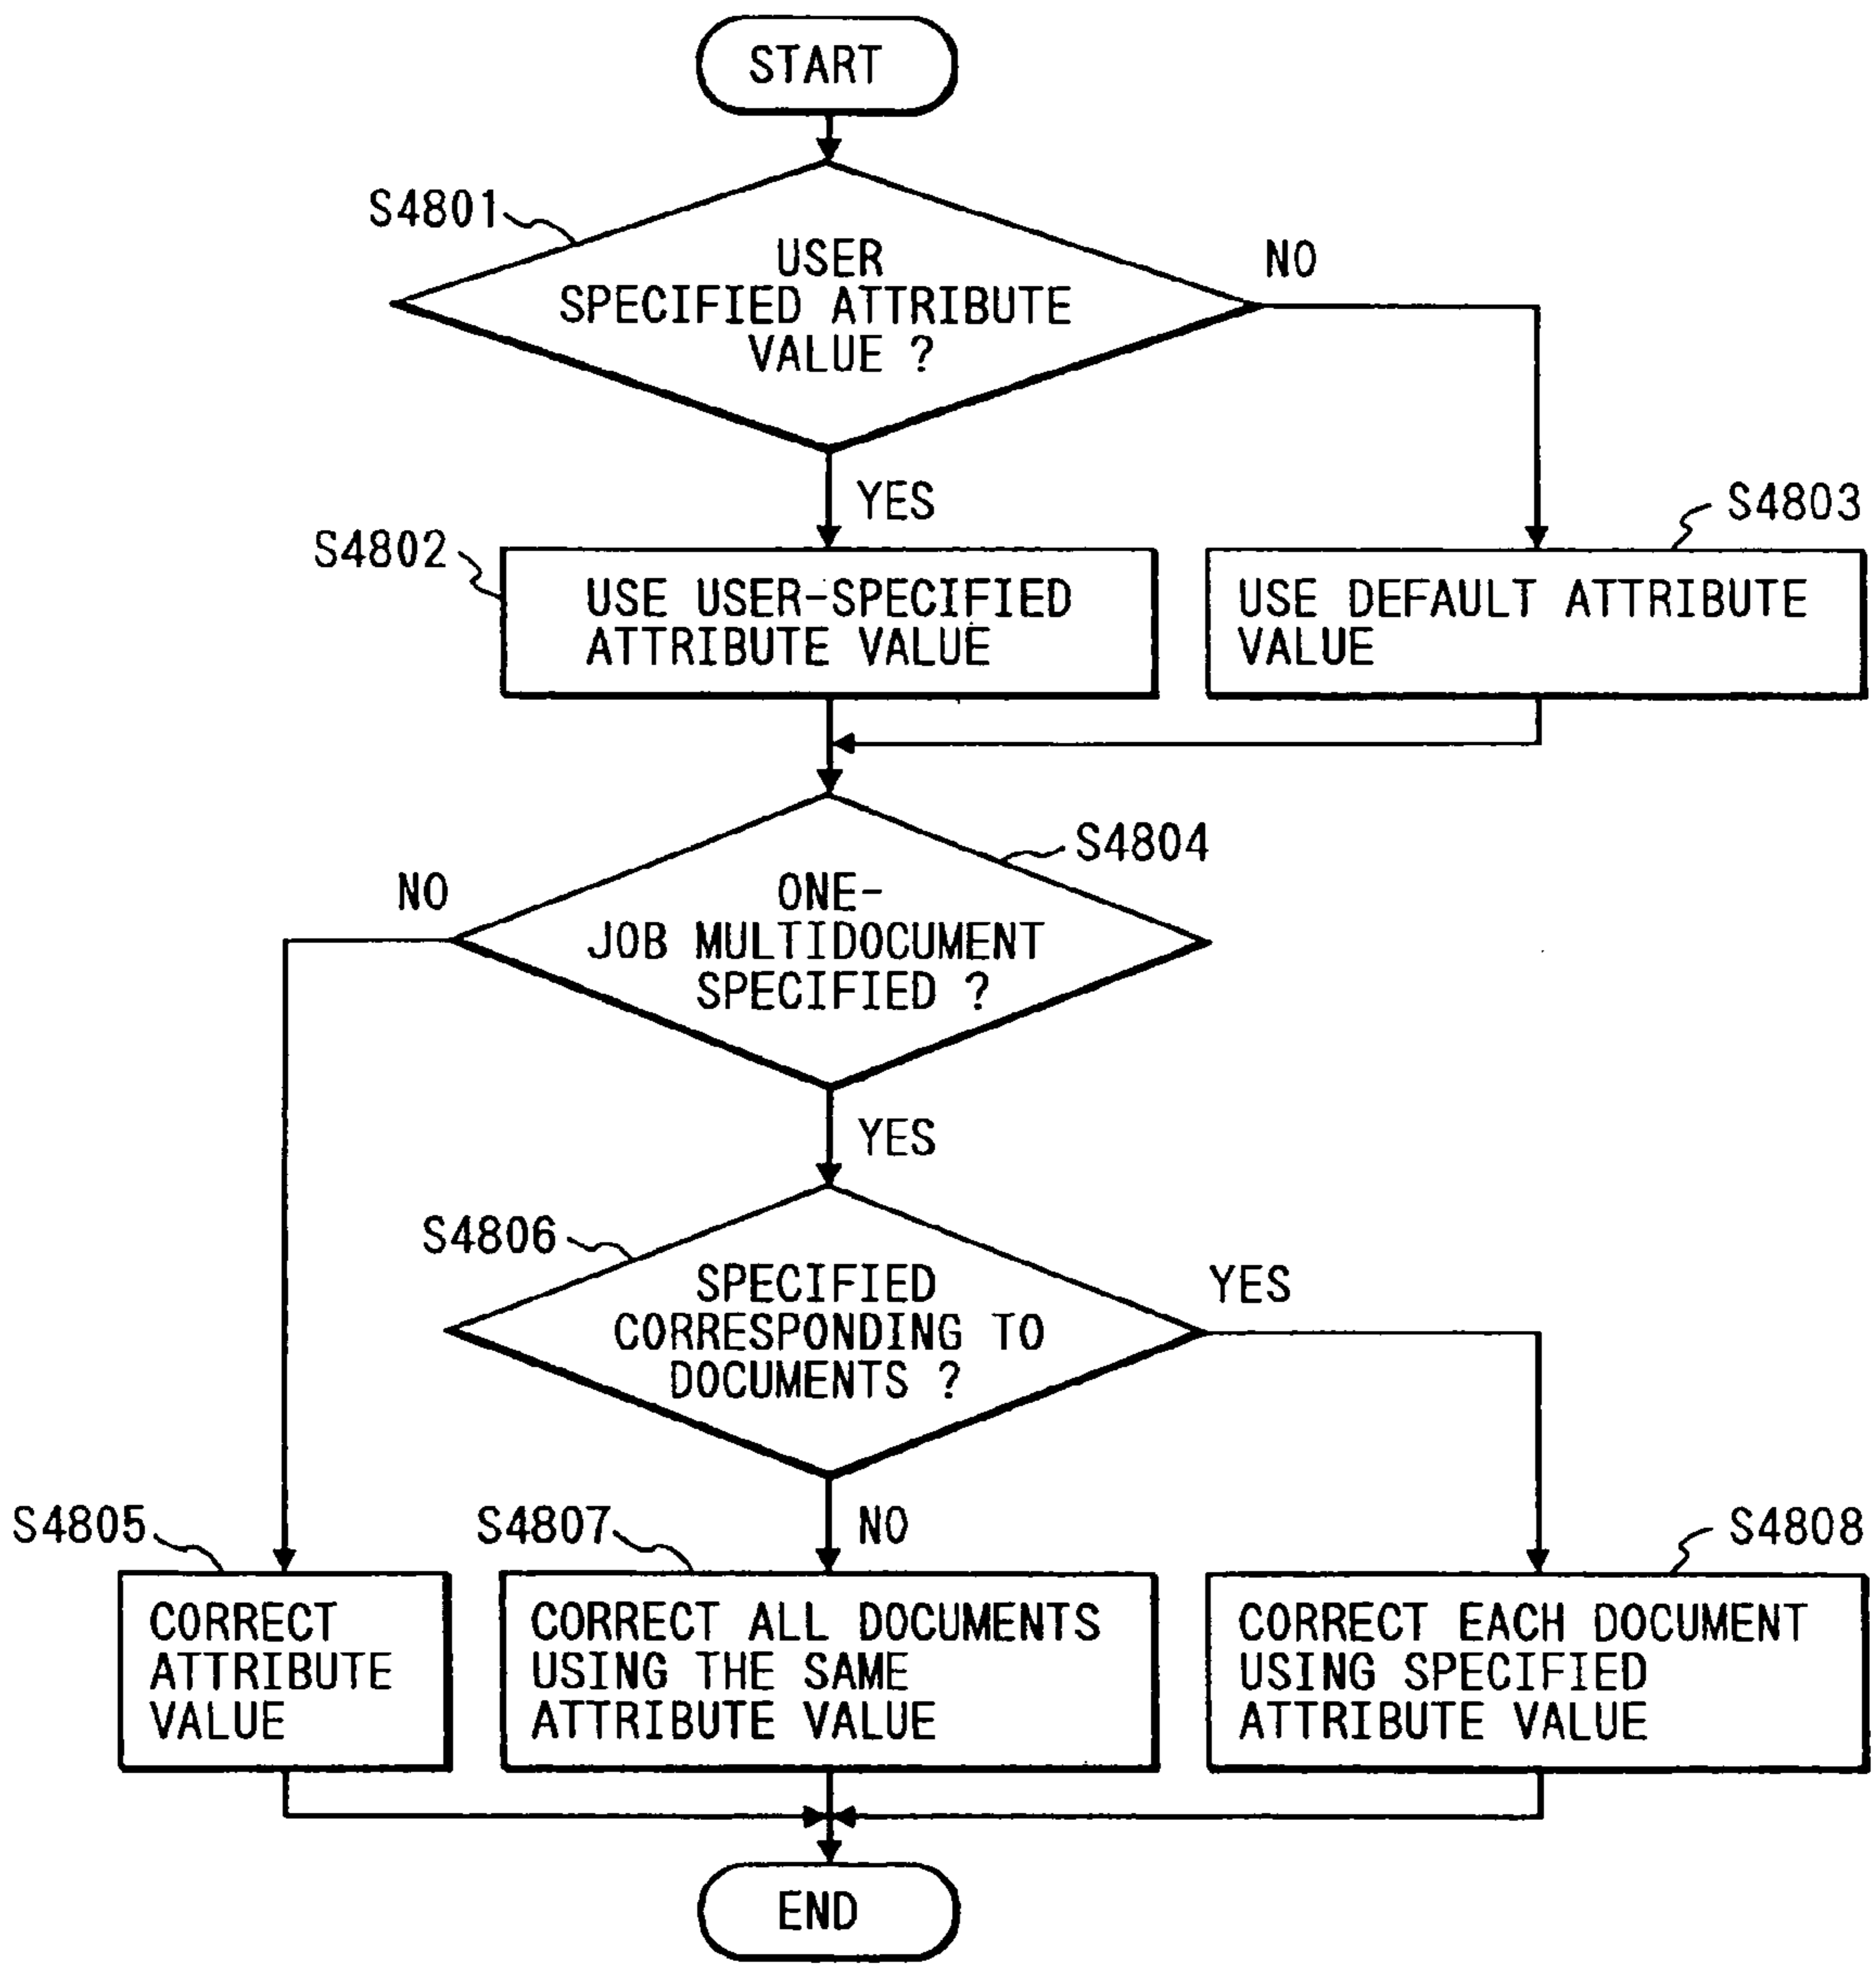 START
S4801
USER
SPECIFIED ATTRIBUTE
VALUE ?
NO
YES
S4802
USE USER-SPECIFIED
ATTRIBUTE VALUE
S4803
USE DEFAULT ATTRIBUTE
VALUE
S4804
ONE-
JOB MULTIDOCUMENT
SPECIFIED ?
NO
YES
S4806
SPECIFIED
CORRESPONDING TO
DOCUMENTS ?
YES
NO
S4805
CORRECT
ATTRIBUTE
VALUE
S4807
CORRECT ALL DOCUMENTS
USING THE SAME
ATTRIBUTE VALUE
S4808
CORRECT EACH DOCUMENT
USING SPECIFIED
ATTRIBUTE VALUE
END